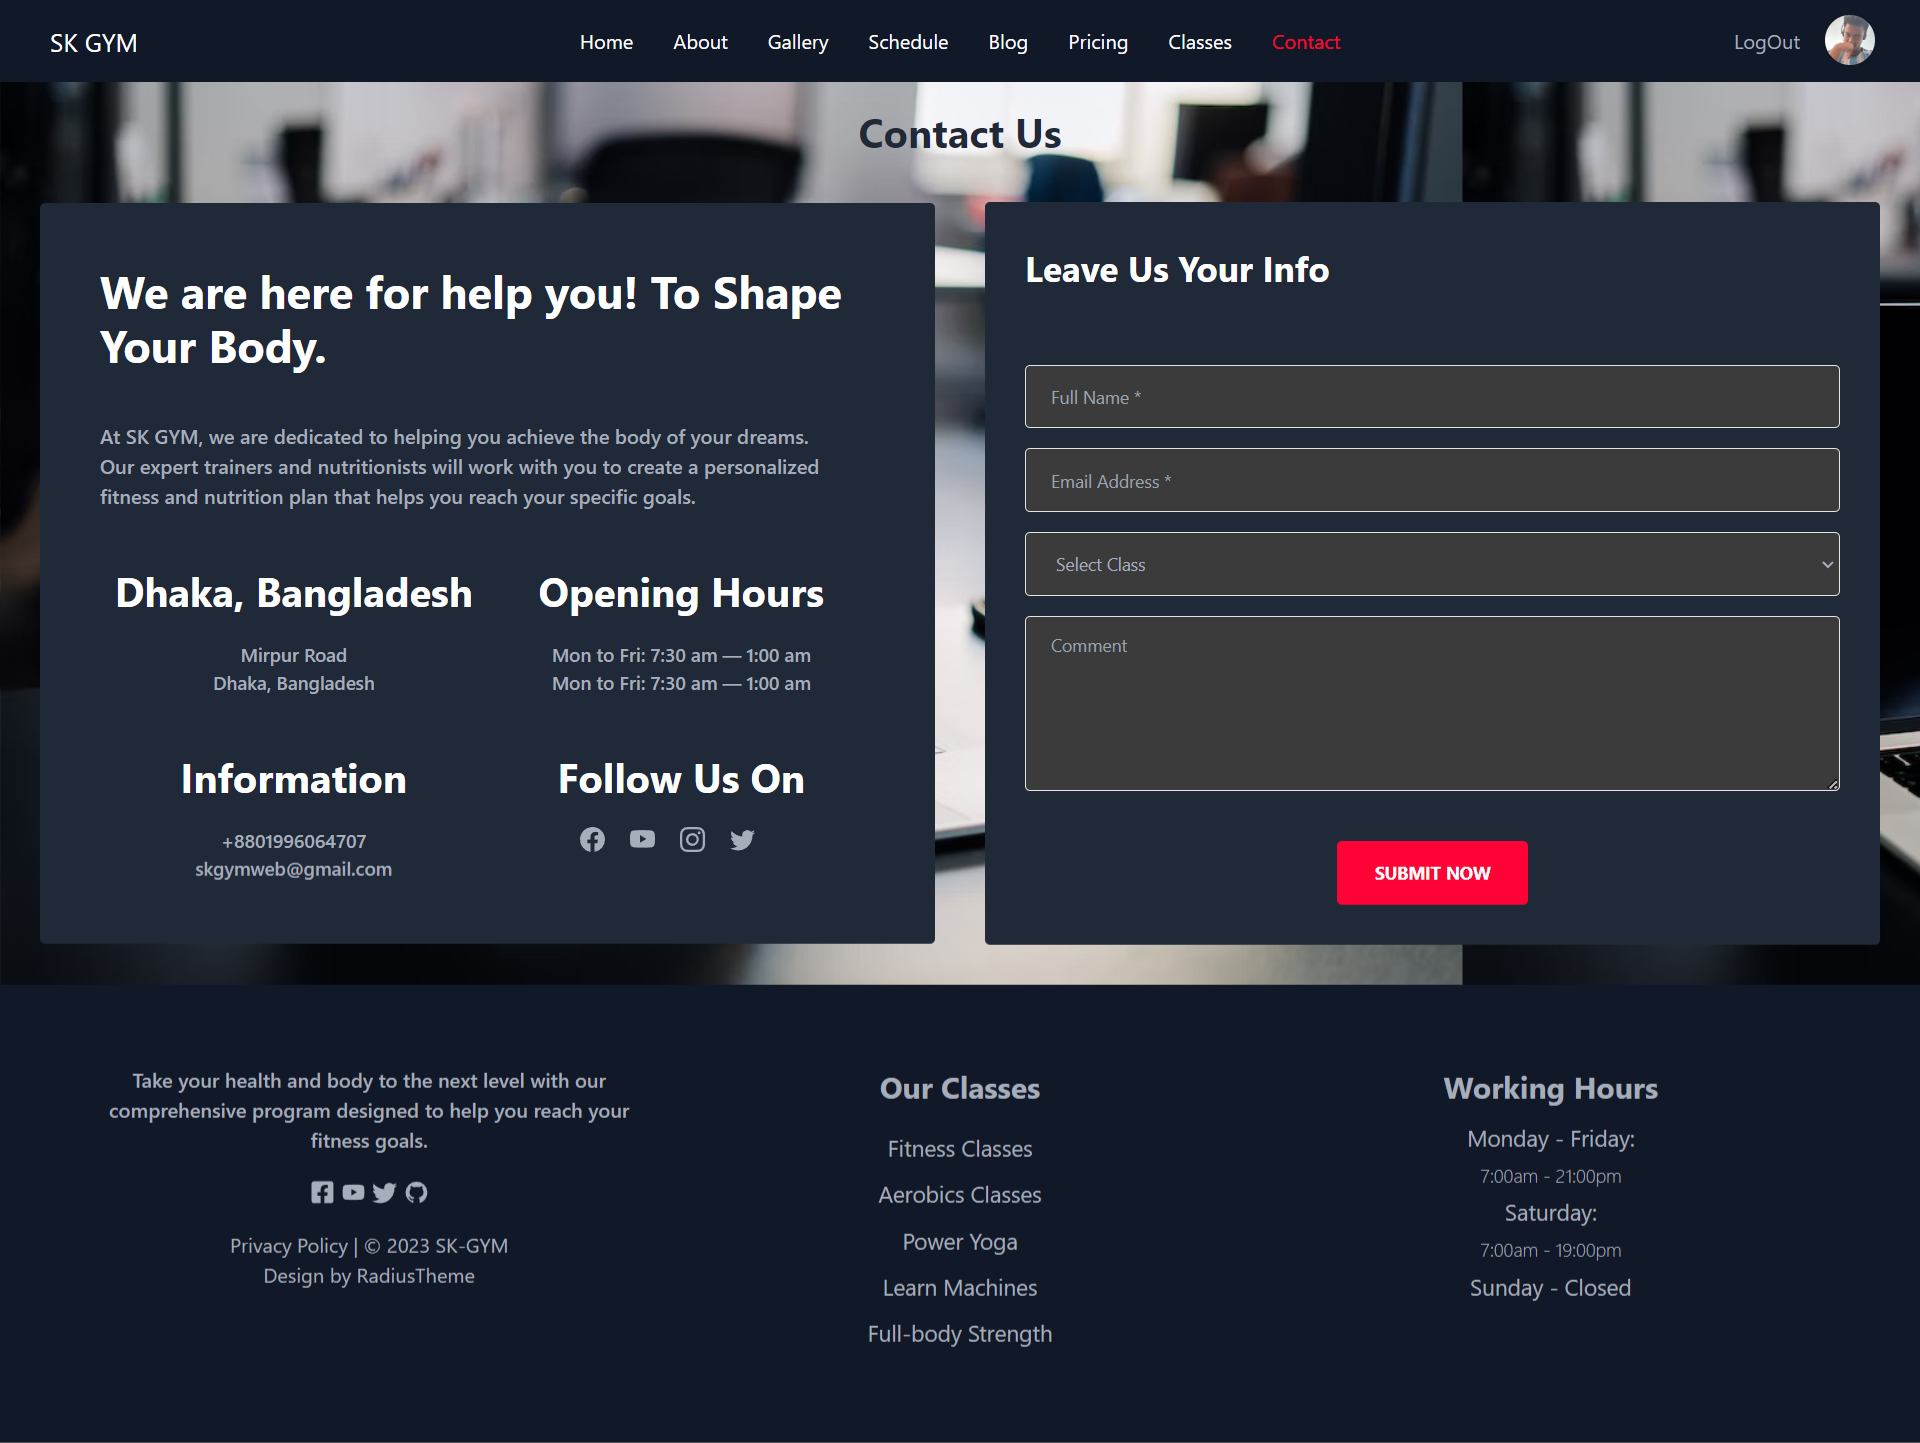 SK GYM
Home
About
Gallery
Schedule
Blog
Pricing
Classes
Contact
LogOut
Contact Us
We are here for help you! To Shape
Your Body.
At SK GYM, we are dedicated to helping you achieve the body of your dreams.
Our expert trainers and nutritionists will work with you to create a personalized
fitness and nutrition plan that helps you reach your specific goals.
Dhaka, Bangladesh
Mirpur Road
Dhaka, Bangladesh
Opening Hours
Mon to Fri: 7:30 am — 1:00 am
Mon to Fri: 7:30 am — 1:00 am
Information
+8801996064707
skgymweb@gmail.com
Follow Us On
Leave Us Your Info
Full Name *
Email Address *
Select Class
Comment
SUBMIT NOW
Take your health and body to the next level with our
comprehensive program designed to help you reach your
fitness goals.
Privacy Policy | © 2023 SK-GYM
Design by RadiusTheme
Our Classes
Fitness Classes
Aerobics Classes
Power Yoga
Learn Machines
Full-body Strength
Working Hours
Monday - Friday:
7:00am - 21:00pm
Saturday:
7:00am - 19:00pm
Sunday - Closed